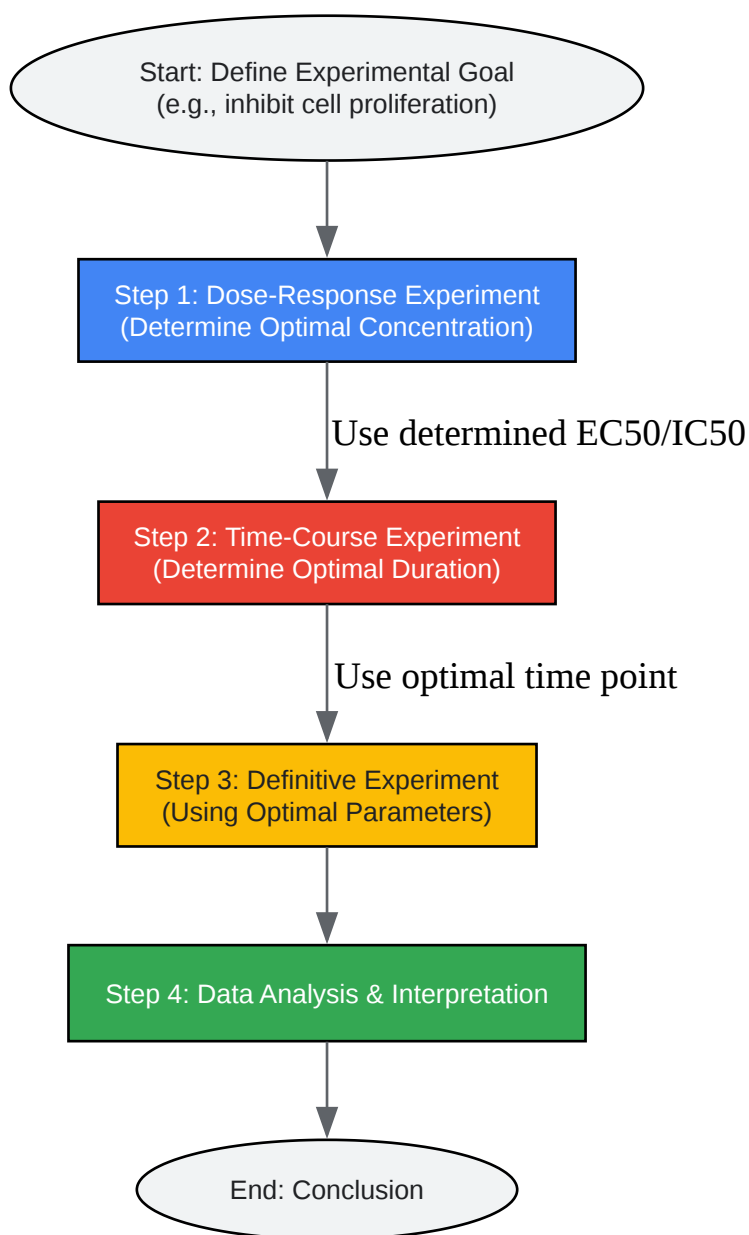 Start: Define Experimental Goal
(e.g., inhibit cell proliferation)
Step 1: Dose-Response Experiment
(Determine Optimal Concentration)
Use determined EC50/IC50
Step 2: Time-Course Experiment
(Determine Optimal Duration)
Use optimal time point
Step 3: Definitive Experiment
(Using Optimal Parameters)
Step 4: Data Analysis & Interpretation
End: Conclusion